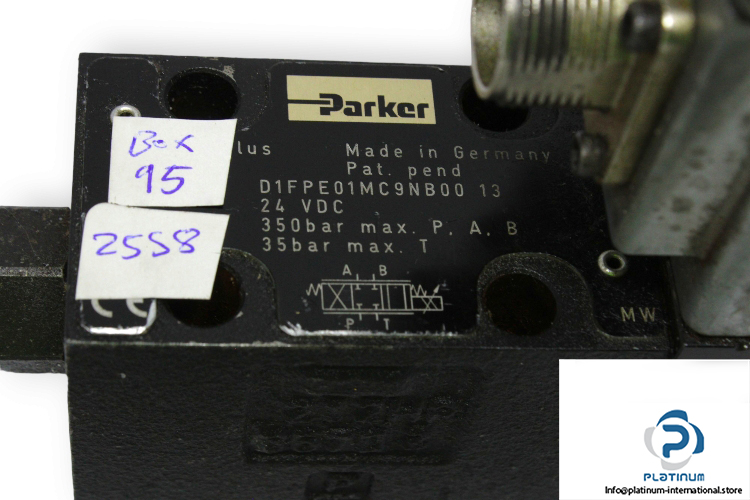 Parker
Box
95
lus
Made in Germany
Pat. pend
D1FPE01MC9NB00 13
24 VDC
350bar max. P, A, B
35bar max. T
2558
A B
P T
CE
MW
PLATINUM
Info@platinum-international.store